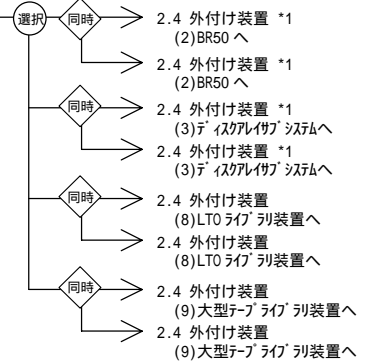 選択
同時
2.4 外付け装置 *1
(2)BR50 へ
2.4 外付け装置 *1
(2)BR50 へ
同時
2.4 外付け装置 *1
(3)ﾃﾞｨｽｸｱﾚｲｻﾌﾞｼｽﾃﾑへ
2.4 外付け装置 *1
(3)ﾃﾞｨｽｸｱﾚｲｻﾌﾞｼｽﾃﾑへ
同時
2.4 外付け装置
(8)LTO ﾗｲﾌﾞﾗﾘ装置へ
2.4 外付け装置
(8)LTO ﾗｲﾌﾞﾗﾘ装置へ
同時
2.4 外付け装置
(9)大型ﾃｰﾌﾟﾗｲﾌﾞﾗﾘ装置へ
2.4 外付け装置
(9)大型ﾃｰﾌﾟﾗｲﾌﾞﾗﾘ装置へ